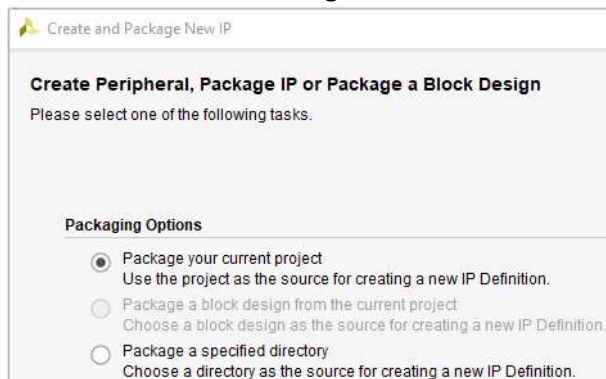 Create and Package New IP
Create Peripheral, Package IP or Package a Block Design
Please select one of the following tasks.
Packaging Options
Package your current project
Use the project as the source for creating a new IP Definition.
Package a block design from the current project
Choose a block design as the source for creating a new IP Definition.
Package a specified directory
Choose a directory as the source for creating a new IP Definition.